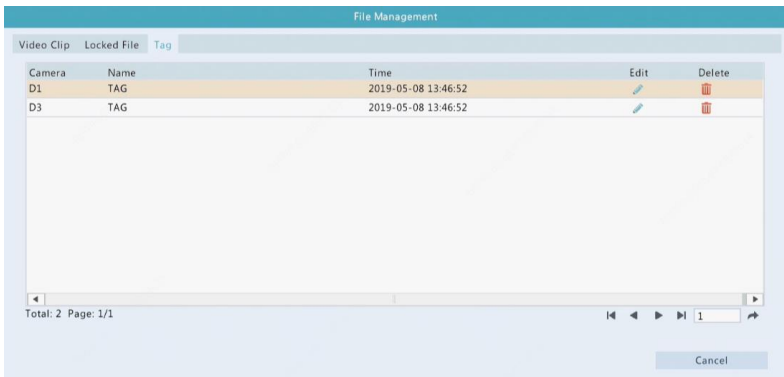 File Management
Video Clip Locked File Tag
Camera Name Time Edit Delete
D1 TAG 2019-05-08 13:46:52
D3 TAG 2019-05-08 13:46:52
Total: 2 Page: 1/1
1
Cancel